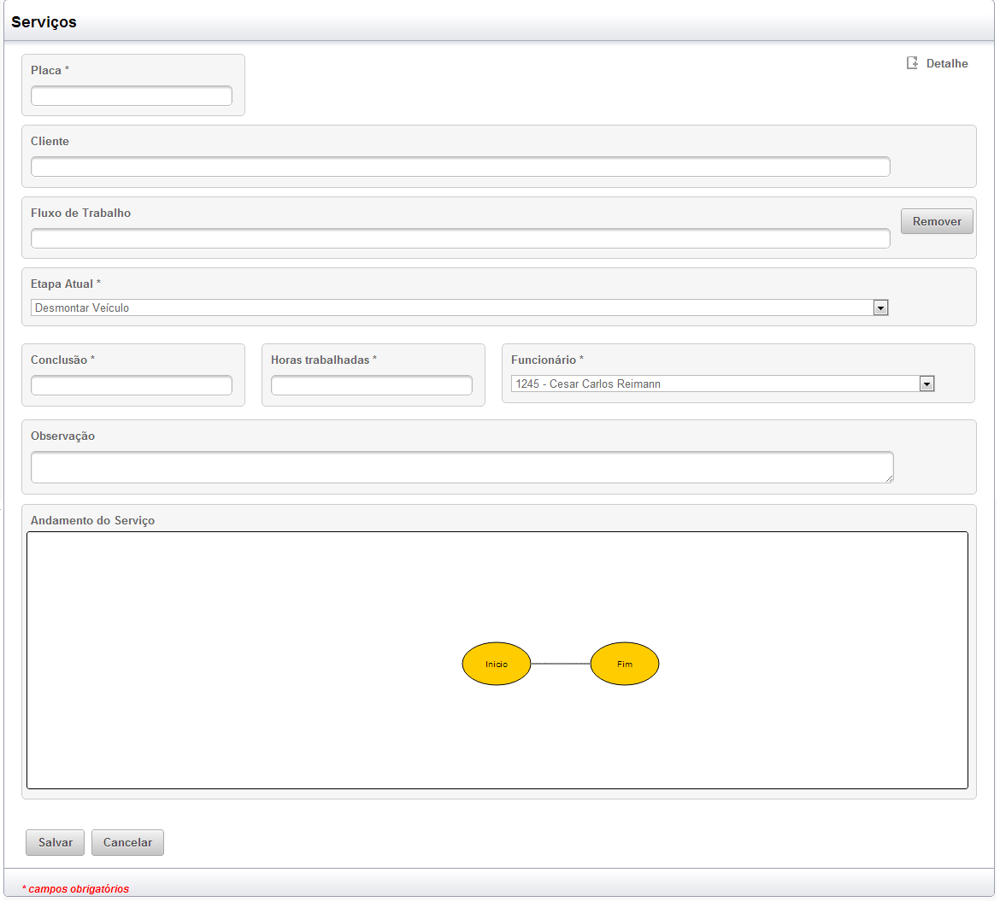 Serviços
Placa *
Detalhe
Cliente
Fluxo de Trabalho
Remover
Etapa Atual *
Desmontar Veículo
Conclusão *
Horas trabalhadas *
Funcionário *
1245 - Cesar Carlos Reimann
Observação
Andamento do Serviço
Inicio
Fim
Salvar
Cancelar
* campos obrigatórios